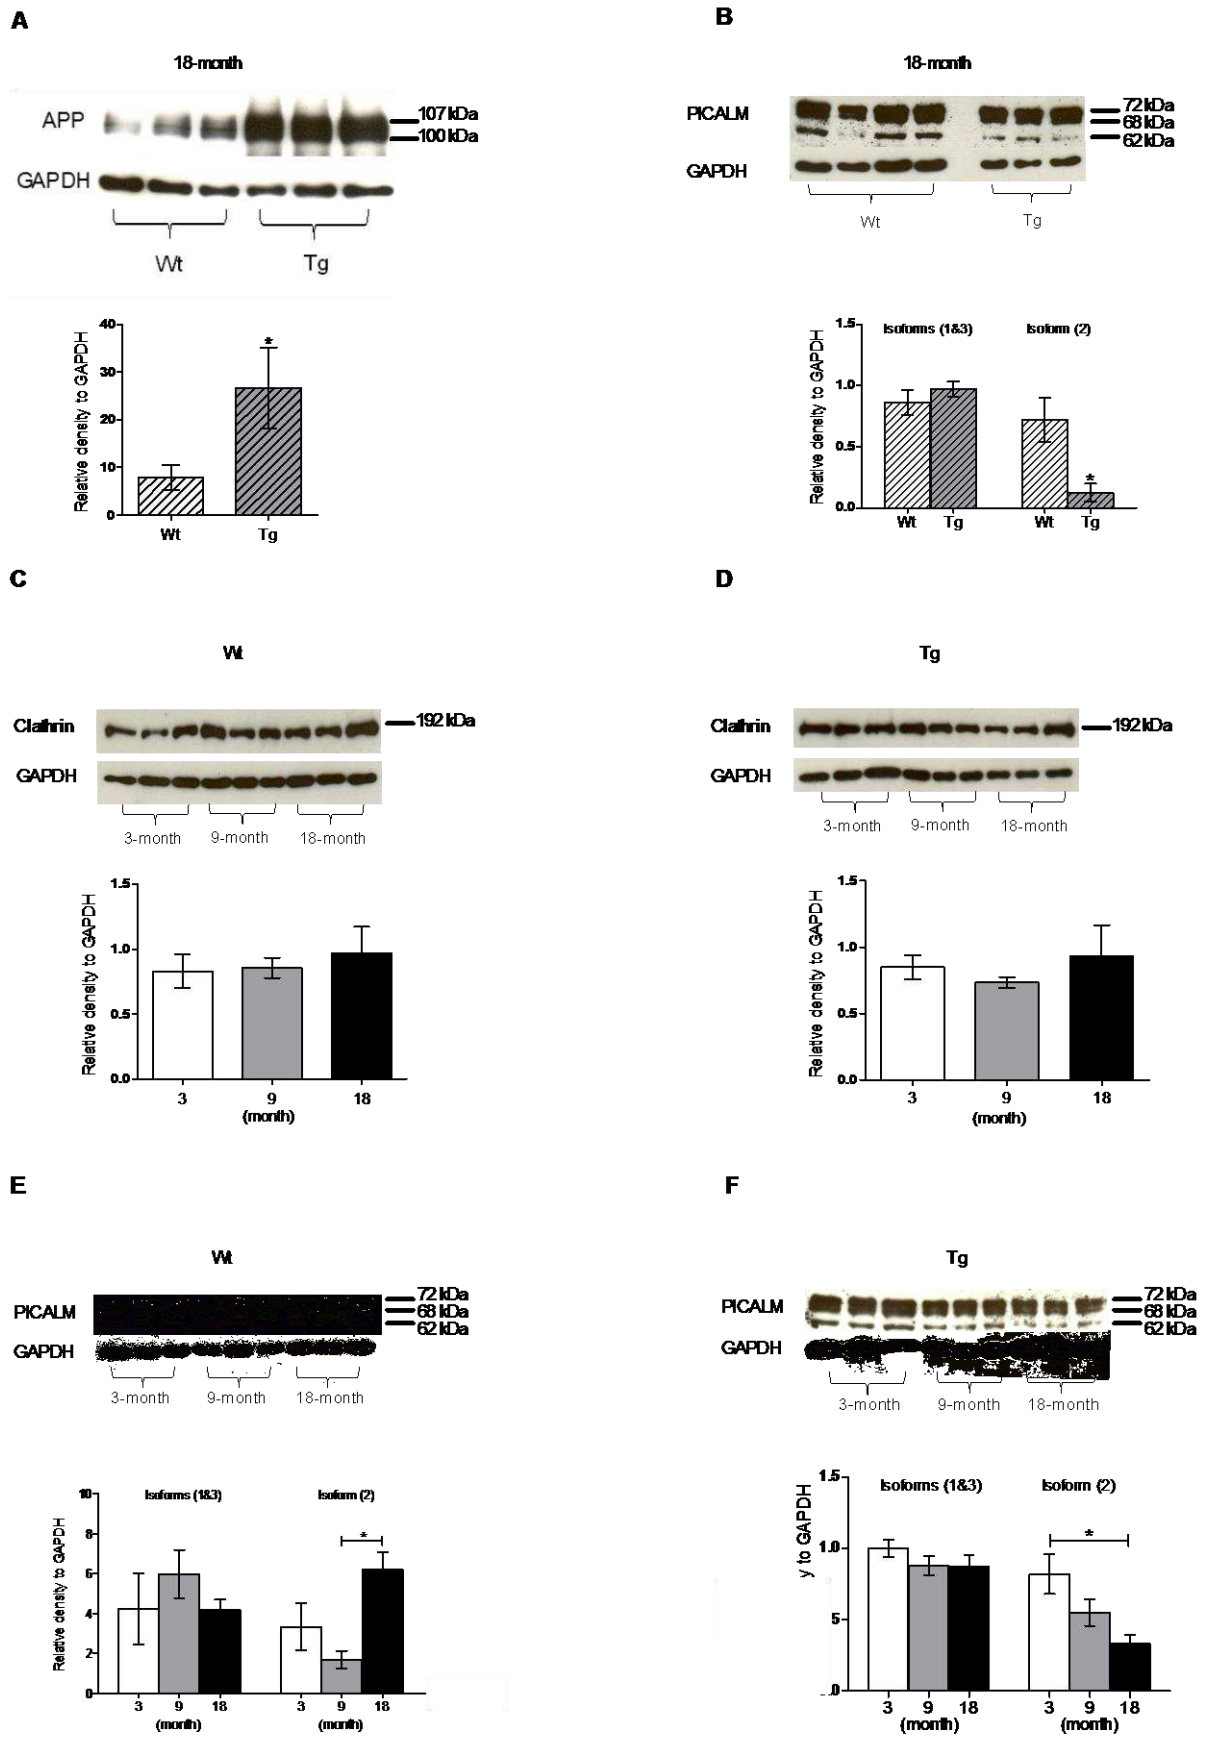 A
18-month
APP
107 kDa
100 kDa
GAPDH
Wt
Tg
Relative density to GAPDH
40
30
20
10
0
*
Wt
Tg
B
18-month
PICALM
72 kDa
68 kDa
62 kDa
GAPDH
Wt
Tg
Relative density to GAPDH
1.5
1.0
0.5
0.0
Isoforms (1&3)
Isoform (2)
*
Wt
Tg
Wt
Tg
C
Wt
Clathrin
192 kDa
GAPDH
3-month
9-month
18-month
Relative density to GAPDH
1.5
1.0
0.5
0.0
3
9
18
(month)
D
Tg
Clathrin
192 kDa
GAPDH
3-month
9-month
18-month
Relative density to GAPDH
1.5
1.0
0.5
0.0
3
9
18
(month)
E
Wt
PICALM
72 kDa
68 kDa
62 kDa
GAPDH
3-month
9-month
18-month
Relative density to GAPDH
10
8
6
4
2
0
Isoforms (1&3)
Isoform (2)
*
3
9
18
3
9
18
(month)
(month)
F
Tg
PICALM
72 kDa
68 kDa
62 kDa
GAPDH
3-month
9-month
18-month
y to GAPDH
1.5
1.0
5
.0
Isoforms (1&3)
Isoform (2)
*
3
9
18
3
9
18
(month)
(month)